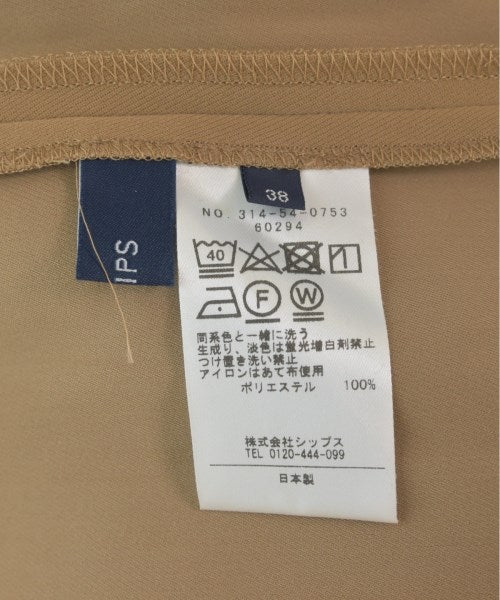 38
IPS
NO. 314-54-0753
60294
40
F W
同系色と一緒に洗う
生成り、淡色は蛍光増白剤禁止
つけ置き洗い禁止
アイロンはあて布使用
ポリエステル 100%
株式会社シップス
TEL 0120-444-099
日本製